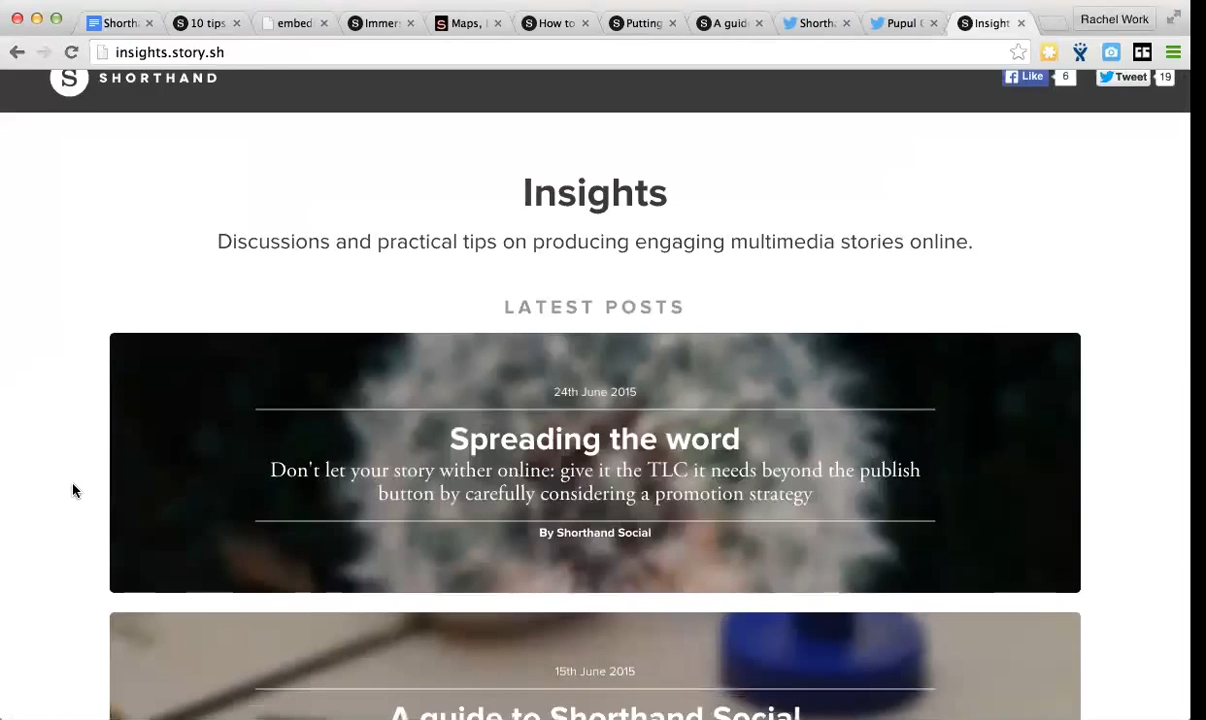 Shortha
10 tips
embed
Immers
Maps,
How to
Putting
A guid
Shortha
Pupul
Insight
Rachel Work
insights.story.sh
S SHORTHAND
Like 6
Tweet 19
Insights
Discussions and practical tips on producing engaging multimedia stories online.
LATEST POSTS
24th June 2015
Spreading the word
Don't let your story wither online: give it the TLC it needs beyond the publish
button by carefully considering a promotion strategy
By Shorthand Social
15th June 2015
A guide to Shorthand Social